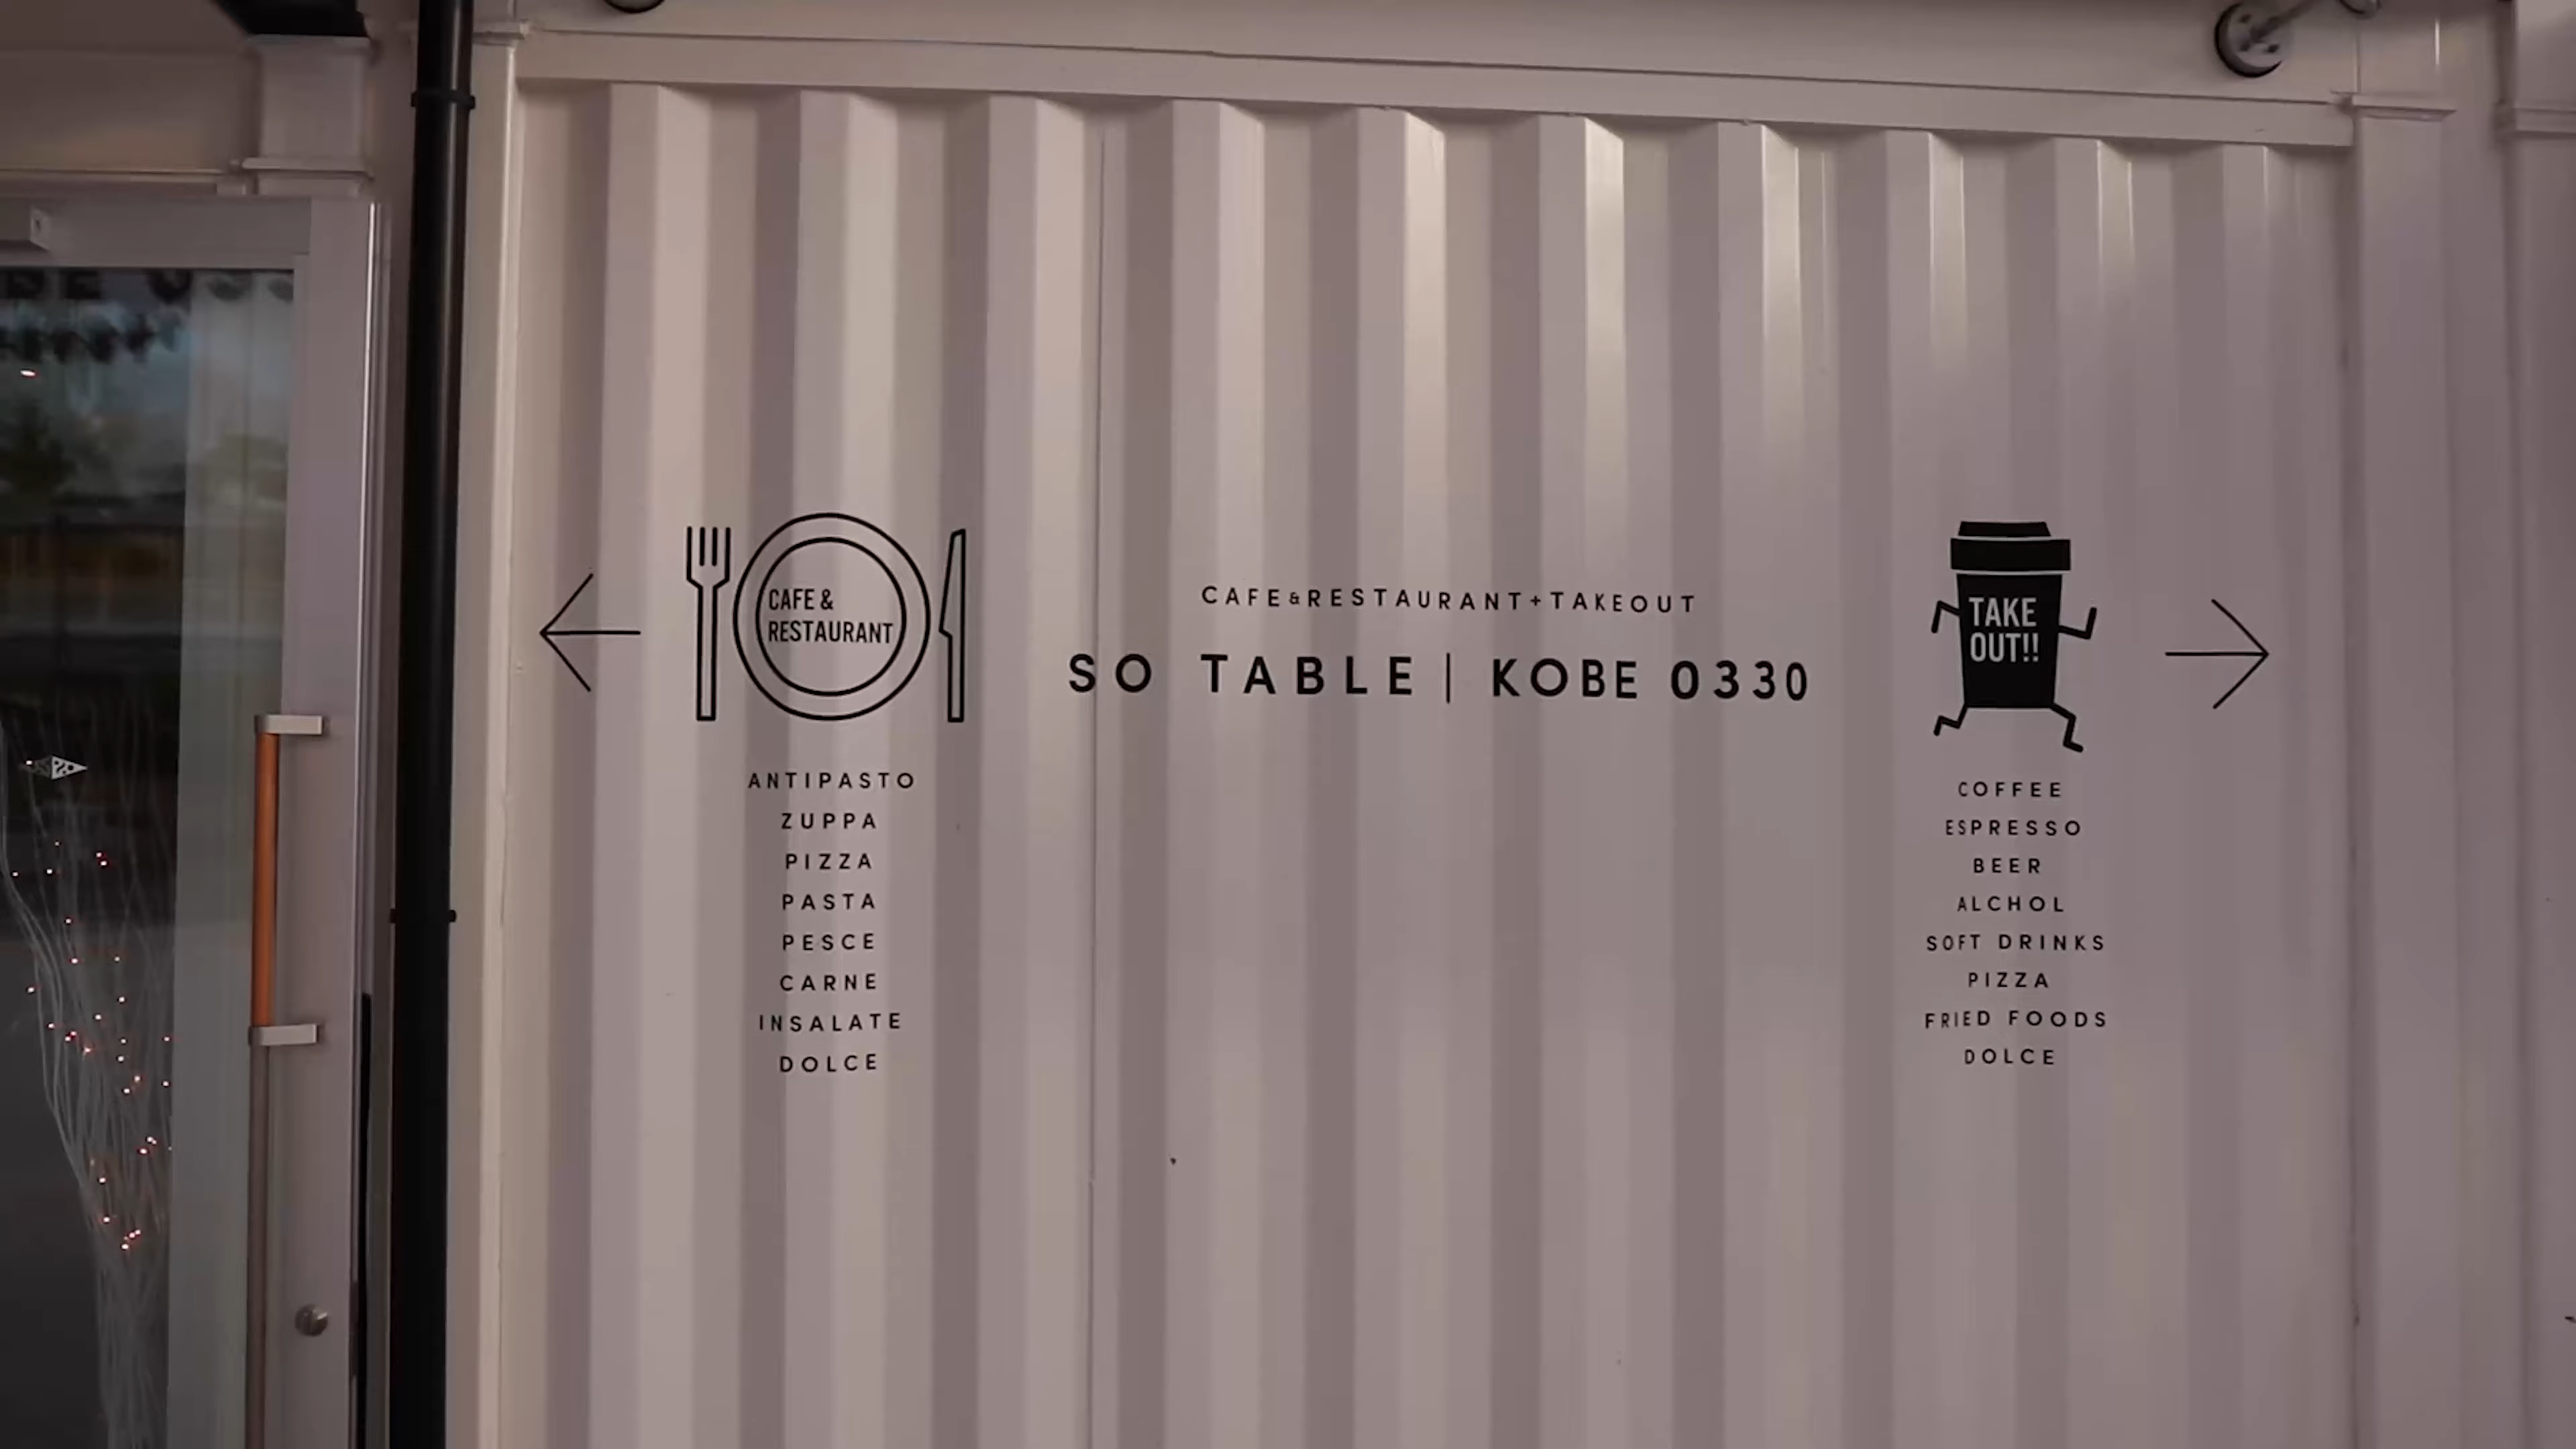 CAFE &
RESTAURANT
ANTIPASTO
ZUPPA
PIZZA
PASTA
PESCE
CARNE
INSALATE
DOLCE
CAFE&RESTAURANT+TAKEOUT
SO TABLE | KOBE 0330
TAKE
OUT!!
COFFEE
ESPRESSO
BEER
ALCHOL
SOFT DRINKS
PIZZA
FRIED FOODS
DOLCE